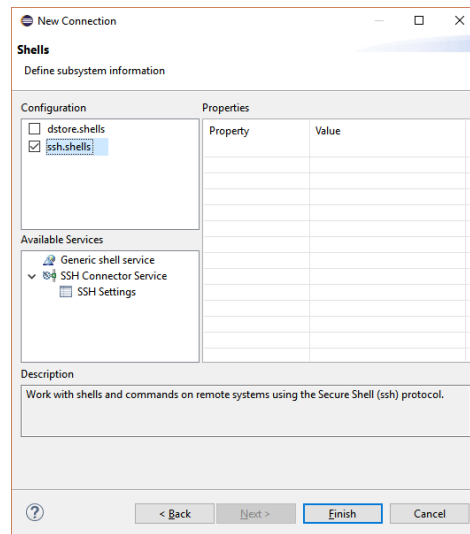 New Connection
Shells
Define subsystem information
Configuration
dstore.shells
ssh.shells
Properties
Property Value
Available Services
Generic shell service
SSH Connector Service
SSH Settings
Description
Work with shells and commands on remote systems using the Secure Shell (ssh) protocol.
?
< Back Next > Finish Cancel